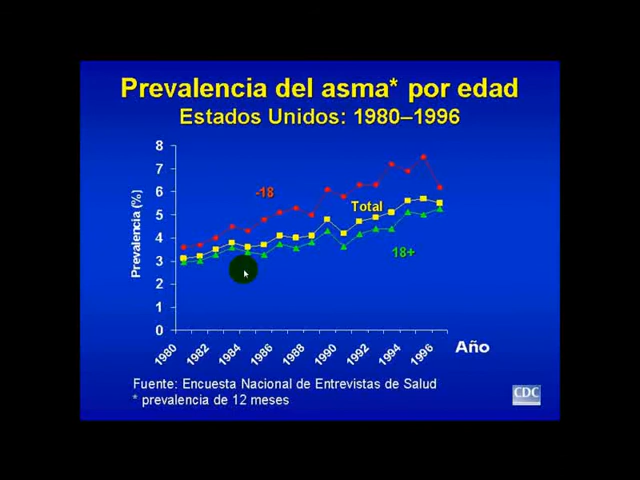 Prevalencia del asma* por edad
Estados Unidos: 1980–1996
8
7
6
5
4
3
2
1
0
Prevalencia (%)
-18
Total
18+
1980
1982
1984
1986
1988
1990
1992
1994
1996
Año
Fuente: Encuesta Nacional de Entrevistas de Salud
* prevalencia de 12 meses
CDC